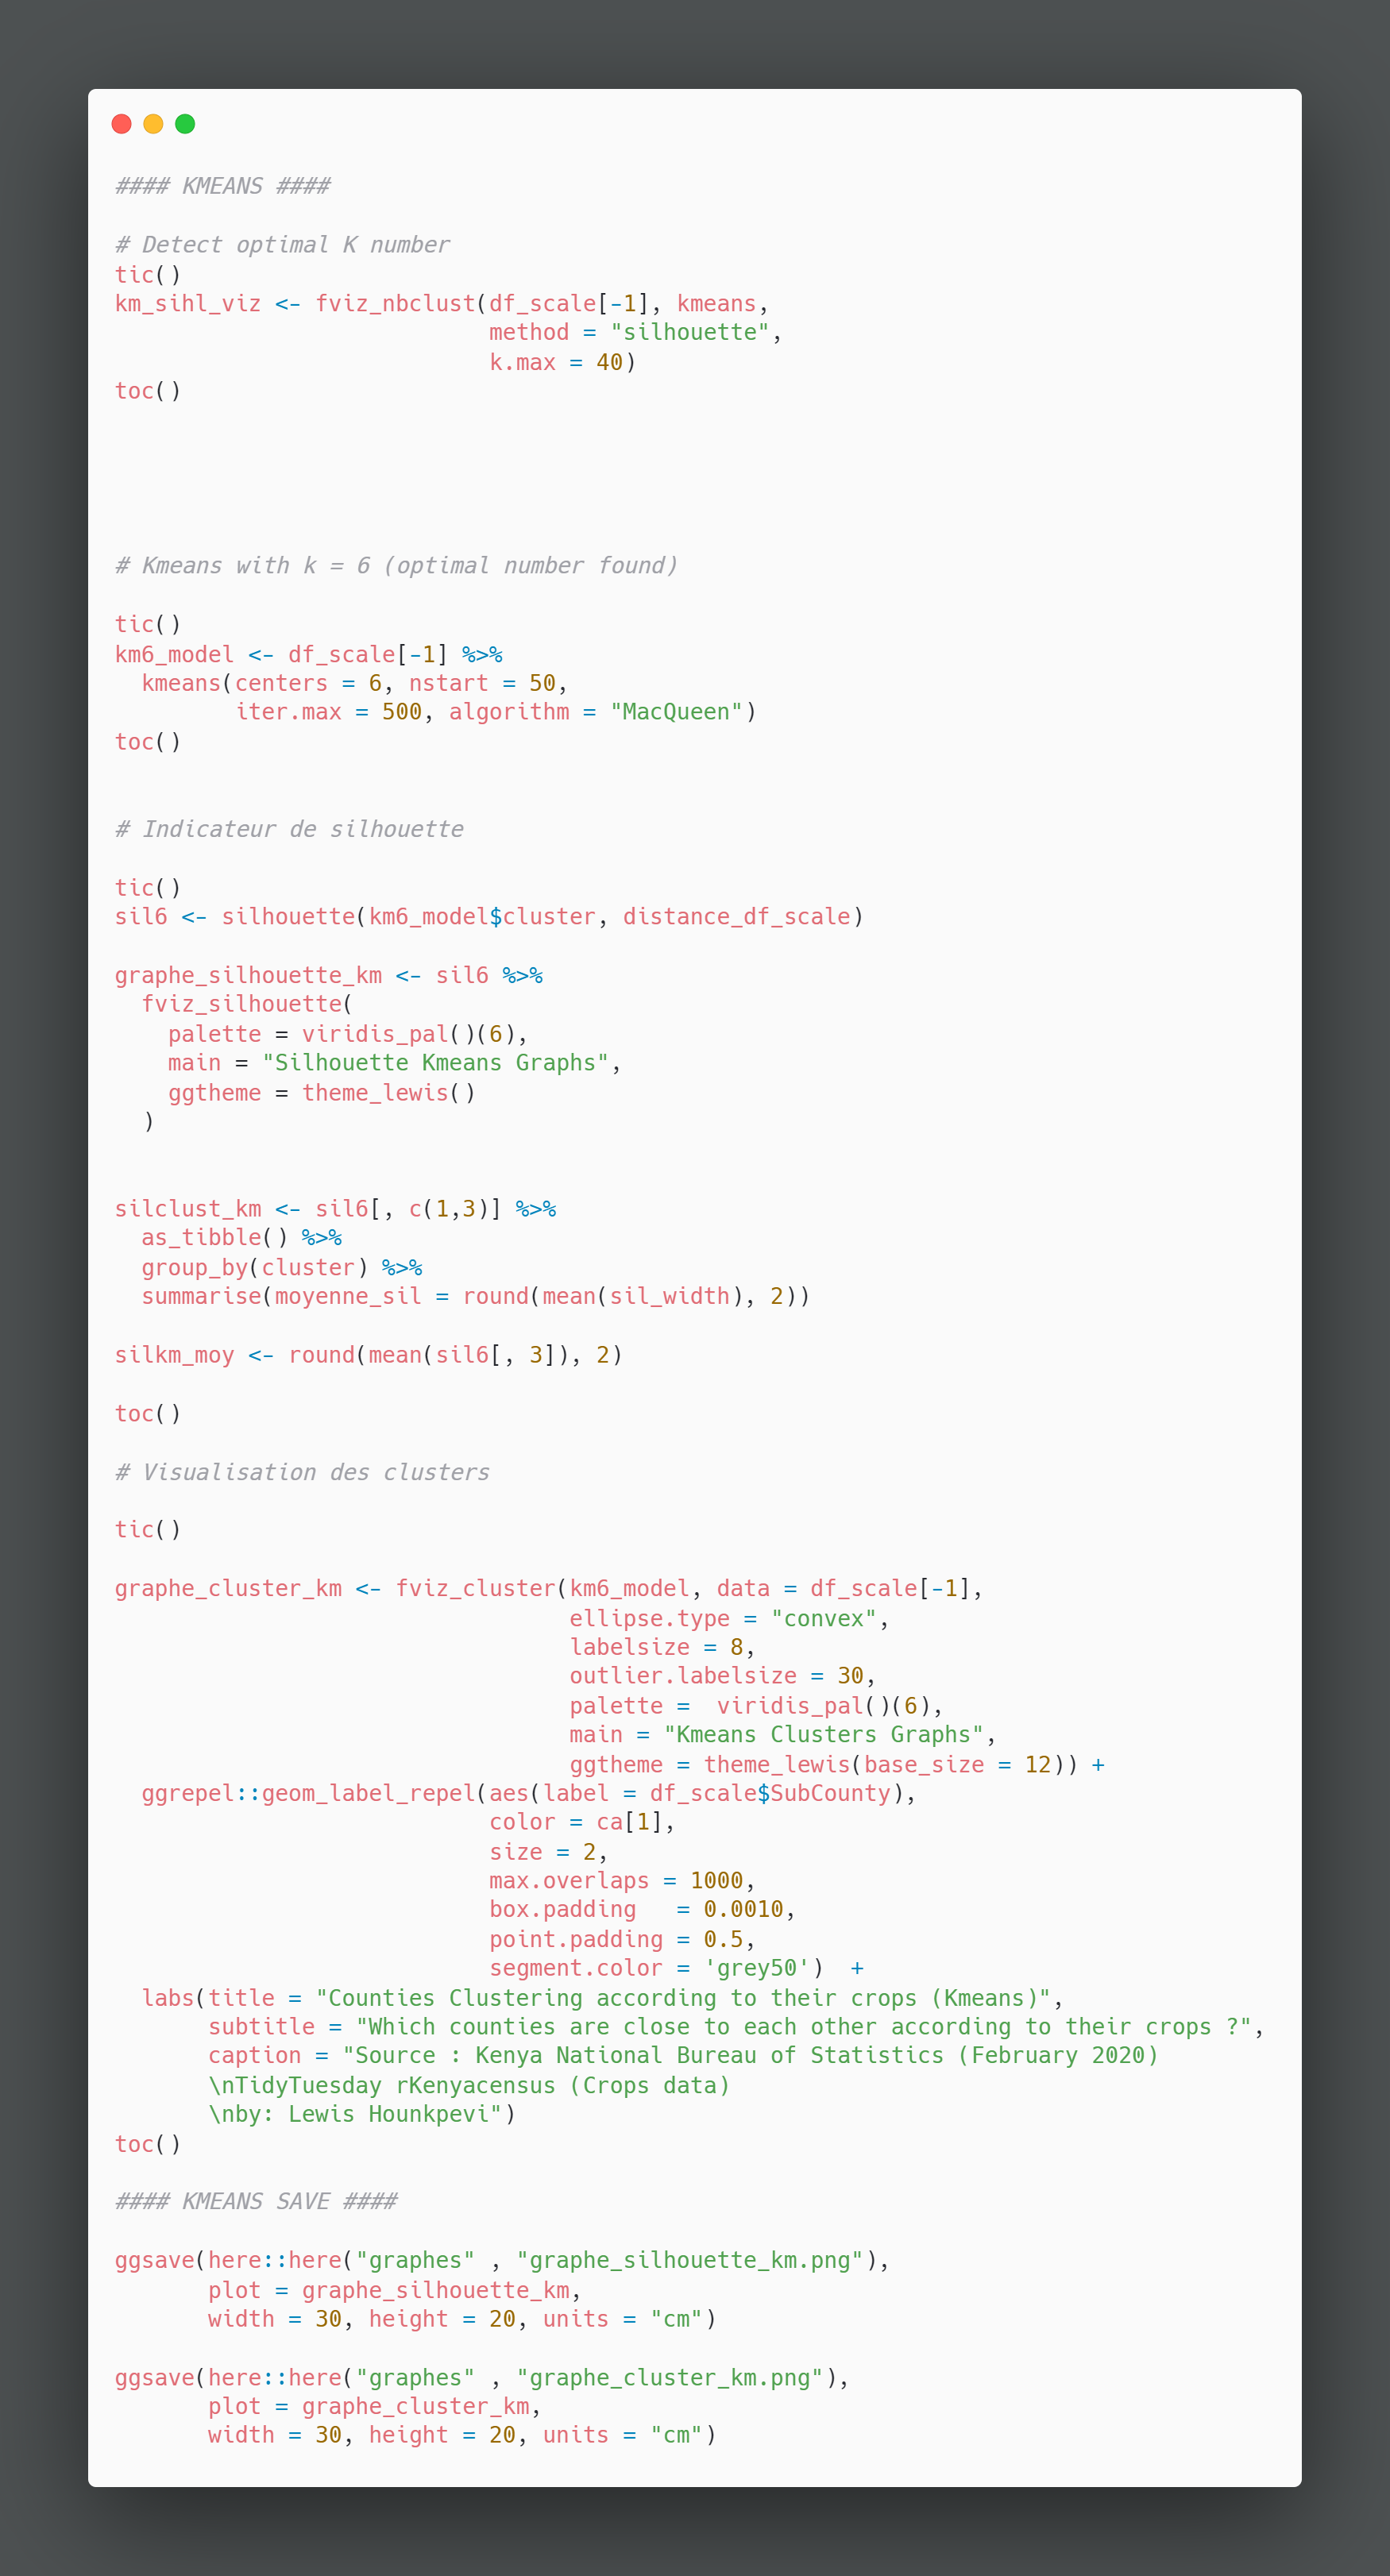 #### KMEANS ####
# Detect optimal K number
tic()
km_sihl_viz <- fviz_nbclust(df_scale[-1], kmeans,
                            method = "silhouette",
                            k.max = 40)
toc()
# Kmeans with k = 6 (optimal number found)
tic()
km6_model <- df_scale[-1] %>%
  kmeans(centers = 6, nstart = 50,
         iter.max = 500, algorithm = "MacQueen")
toc()
# Indicateur de silhouette
tic()
sil6 <- silhouette(km6_model$cluster, distance_df_scale)
graphe_silhouette_km <- sil6 %>%
  fviz_silhouette(
    palette = viridis_pal()(6),
    main = "Silhouette Kmeans Graphs",
    ggtheme = theme_lewis()
  )
silclust_km <- sil6[, c(1,3)] %>%
  as_tibble() %>%
  group_by(cluster) %>%
  summarise(moyenne_sil = round(mean(sil_width), 2))
silkm_moy <- round(mean(sil6[, 3]), 2)
toc()
# Visualisation des clusters
tic()
graphe_cluster_km <- fviz_cluster(km6_model, data = df_scale[-1],
                                  ellipse.type = "convex",
                                  labelsize = 8,
                                  outlier.labelsize = 30,
                                  palette =  viridis_pal()(6),
                                  main = "Kmeans Clusters Graphs",
                                  ggtheme = theme_lewis(base_size = 12)) +
  ggrepel::geom_label_repel(aes(label = df_scale$SubCounty),
                            color = ca[1],
                            size = 2,
                            max.overlaps = 1000,
                            box.padding   = 0.0010,
                            point.padding = 0.5,
                            segment.color = 'grey50')  +
  labs(title = "Counties Clustering according to their crops (Kmeans)",
       subtitle = "Which counties are close to each other according to their crops ?",
       caption = "Source : Kenya National Bureau of Statistics (February 2020)
       \nTidyTuesday rKenyacensus (Crops data)
       \nby: Lewis Hounkpevi")
toc()
#### KMEANS SAVE ####
ggsave(here::here("graphes" , "graphe_silhouette_km.png"),
       plot = graphe_silhouette_km,
       width = 30, height = 20, units = "cm")
ggsave(here::here("graphes" , "graphe_cluster_km.png"),
       plot = graphe_cluster_km,
       width = 30, height = 20, units = "cm")